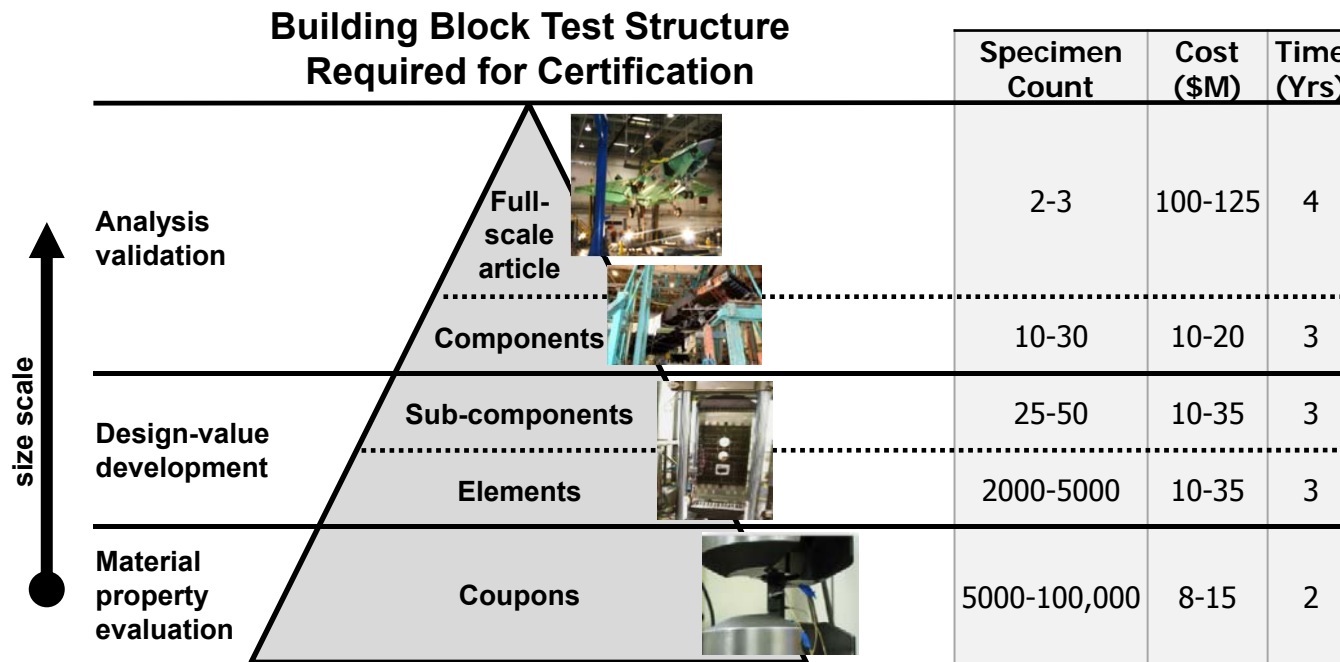 Building Block Test Structure
Required for Certification
Specimen
Count
Cost
($M)
Time
(Yrs)
size scale
Analysis
validation
Full-
scale
article
2-3
100-125
4
Components
10-30
10-20
3
Design-value
development
Sub-components
25-50
10-35
3
Elements
2000-5000
10-35
3
Material
property
evaluation
Coupons
5000-100,000
8-15
2